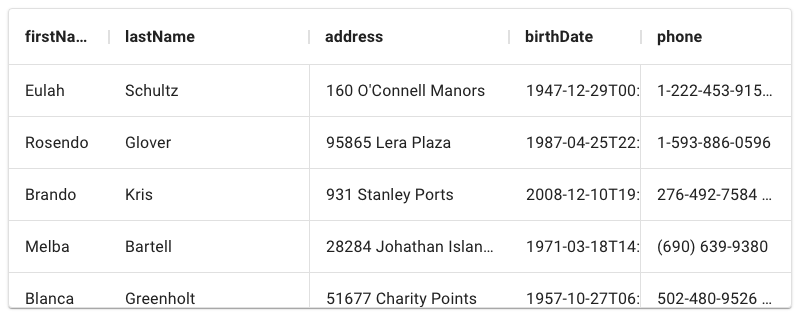 firstNa... lastName address birthDate phone
Eulah Schultz 160 O'Connell Manors 1947-12-29T00: 1-222-453-915...
Rosendo Glover 95865 Lera Plaza 1987-04-25T22: 1-593-886-0596
Brando Kris 931 Stanley Ports 2008-12-10T19: 276-492-7584 ...
Melba Bartell 28284 Johathan Islan... 1971-03-18T14: (690) 639-9380
Blanca Greenholt 51677 Charity Points 1957-10-27T06: 502-480-9526 ...